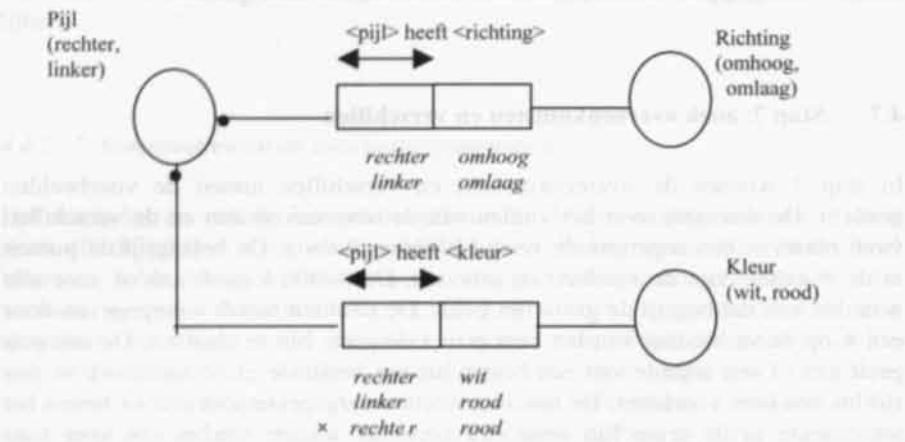 Pijl
(rechter,
linker)
<pijl> heeft <richting>
Richting
(omhoog,
omlaag)
rechter omhoog
linker omlaag
<pijl> heeft <kleur>
Kleur
(wit, rood)
rechter wit
linker rood
× rechter rood